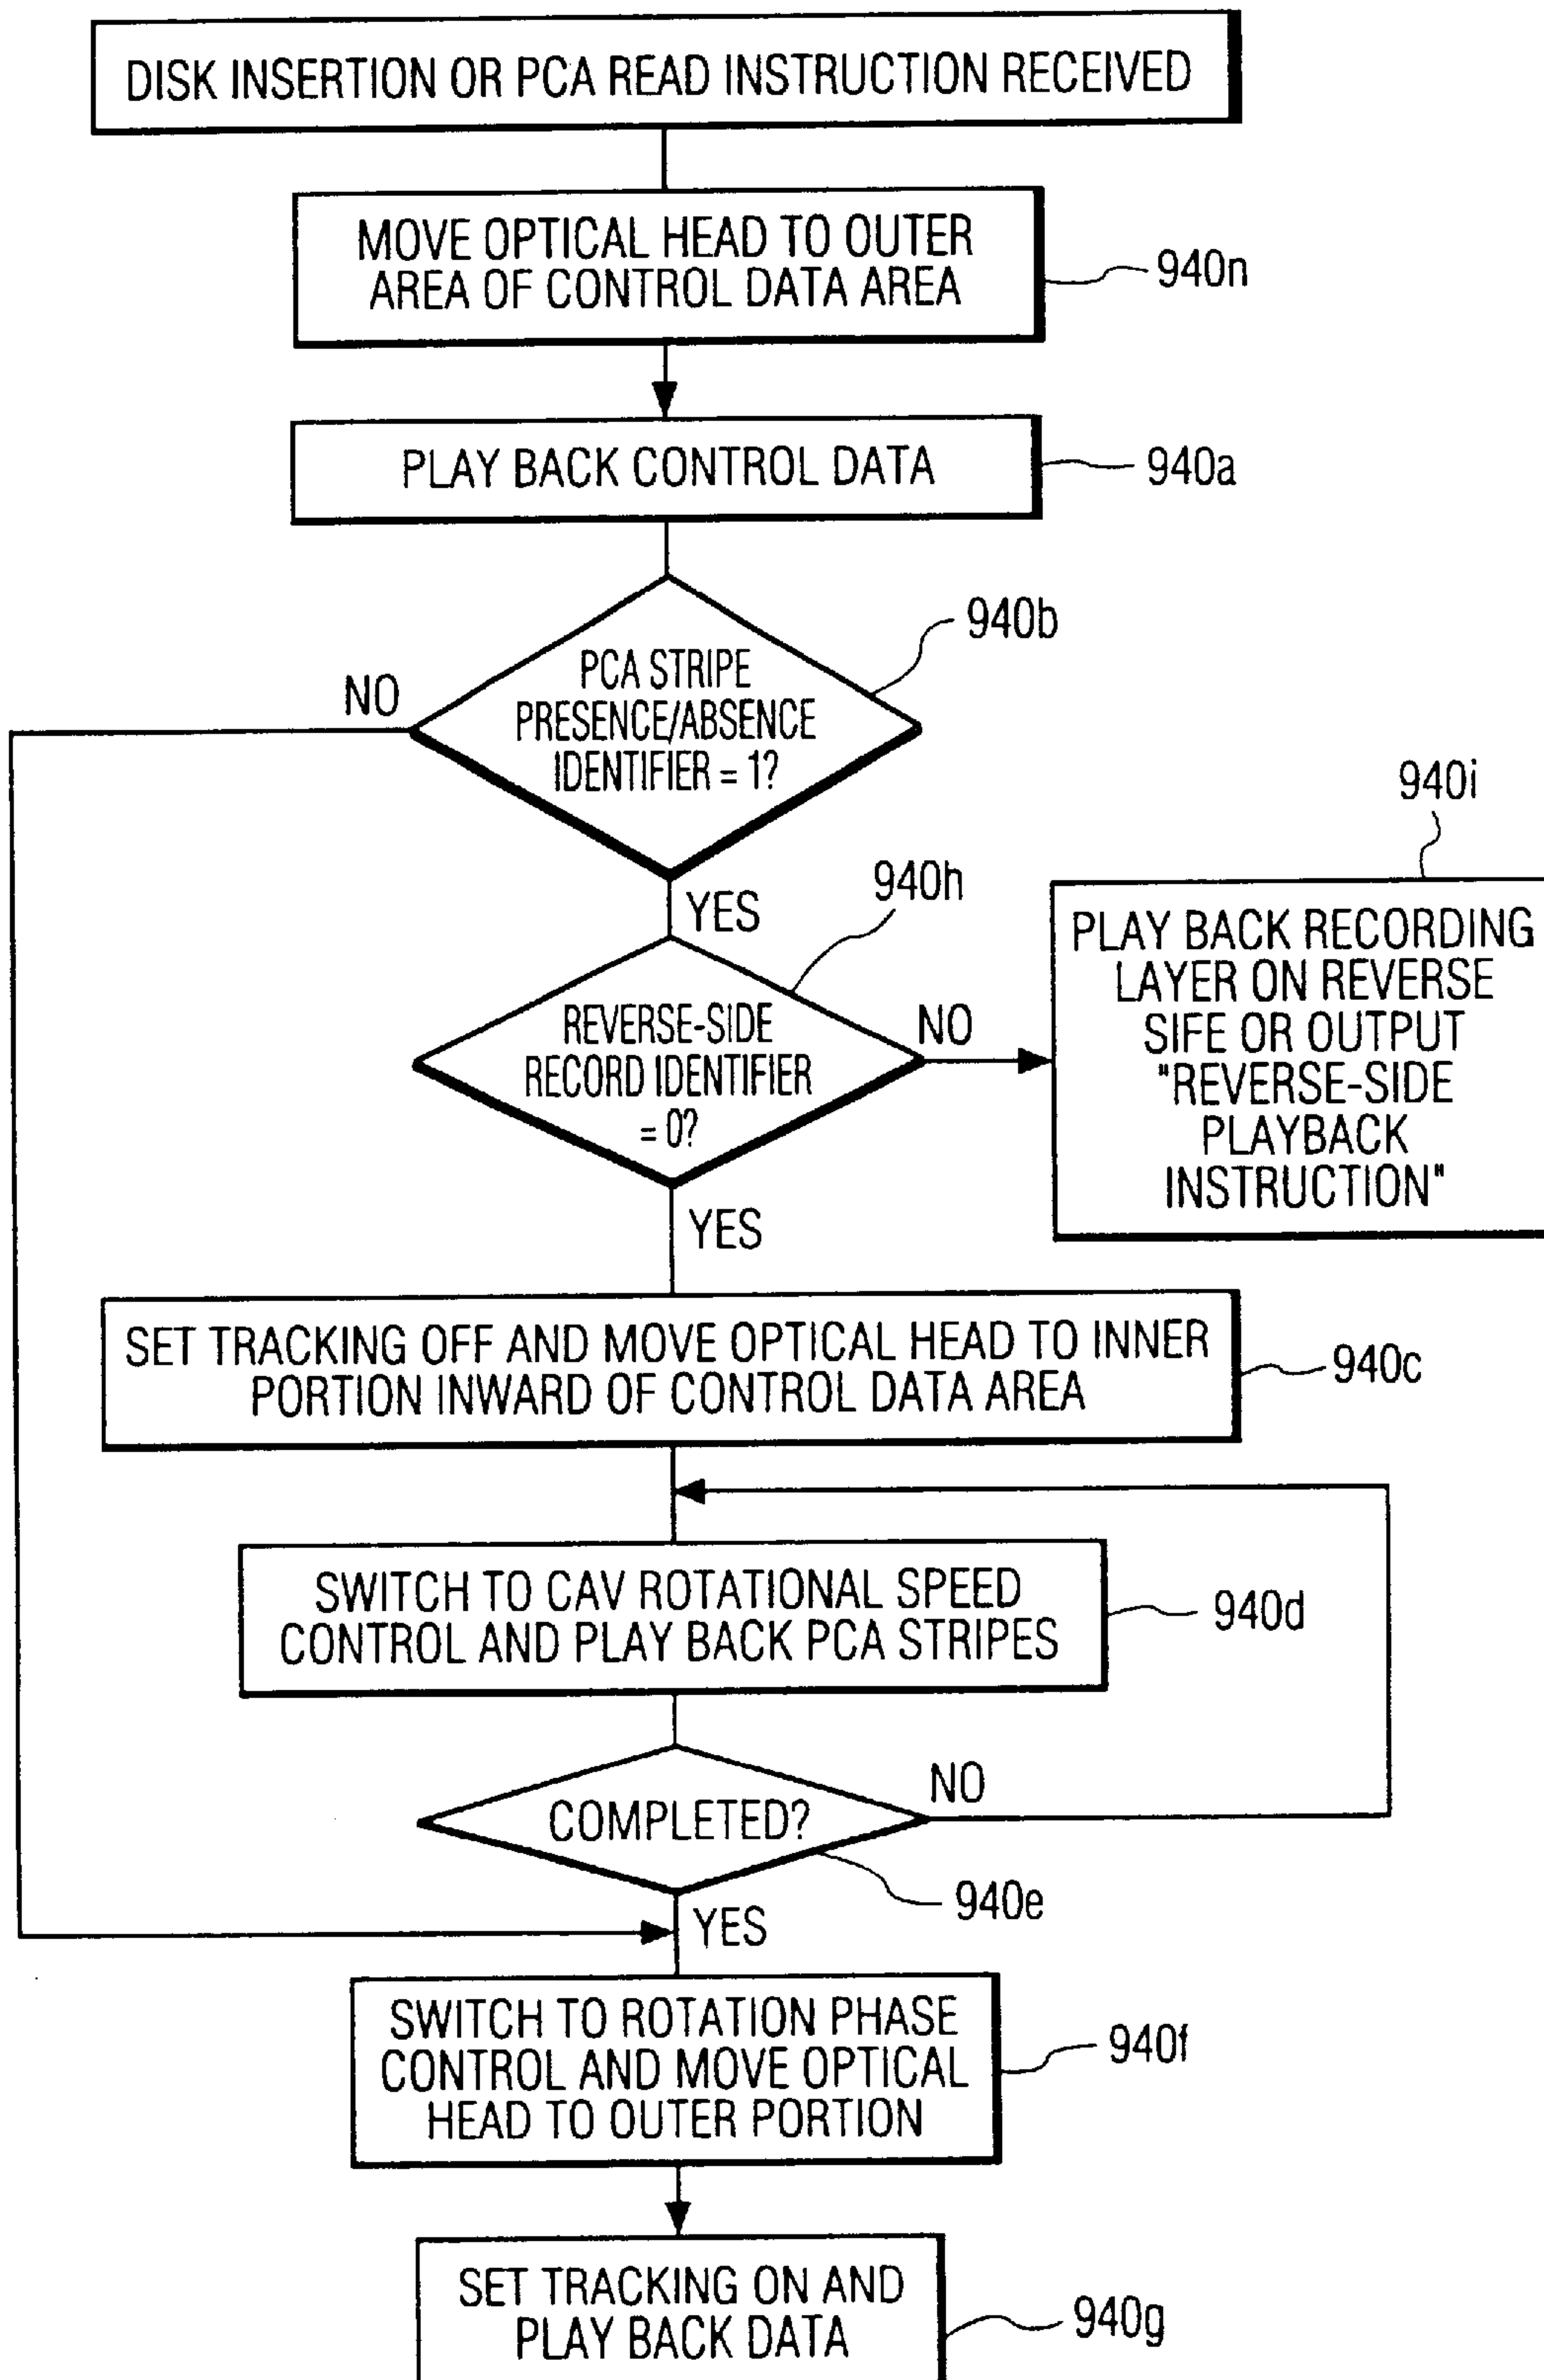 DISK INSERTION OR PCA READ INSTRUCTION RECEIVED
MOVE OPTICAL HEAD TO OUTER
AREA OF CONTROL DATA AREA
940n
PLAY BACK CONTROL DATA
940a
940b
NO
PCA STRIPE
PRESENCE/ABSENCE
IDENTIFIER = 1?
YES
940h
940i
REVERSE-SIDE
RECORD IDENTIFIER
= 0?
NO
PLAY BACK RECORDING
LAYER ON REVERSE
SIFE OR OUTPUT
"REVERSE-SIDE
PLAYBACK
INSTRUCTION"
YES
SET TRACKING OFF AND MOVE OPTICAL HEAD TO INNER
PORTION INWARD OF CONTROL DATA AREA
940c
SWITCH TO CAV ROTATIONAL SPEED
CONTROL AND PLAY BACK PCA STRIPES
940d
COMPLETED?
NO
940e
YES
SWITCH TO ROTATION PHASE
CONTROL AND MOVE OPTICAL
HEAD TO OUTER PORTION
940f
SET TRACKING ON AND
PLAY BACK DATA
940g